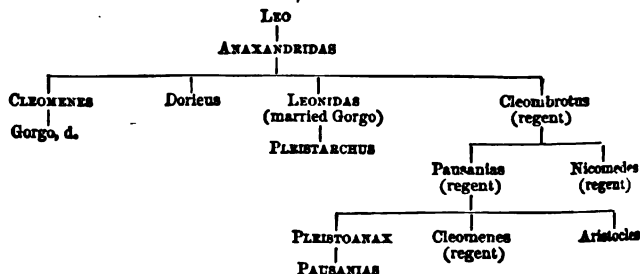 LEO
ANAXANDRIDAS
CLEOMENES Dorieus LEONIDAS Cleombrotus
(married Gorgo) (regent)
Gorgo, d.
PLEISTARCHUS
Pausanias Nicomedes
(regent) (regent)
PLEISTOANAX Cleomenes Aristocles
(regent)
PAUSANIAS